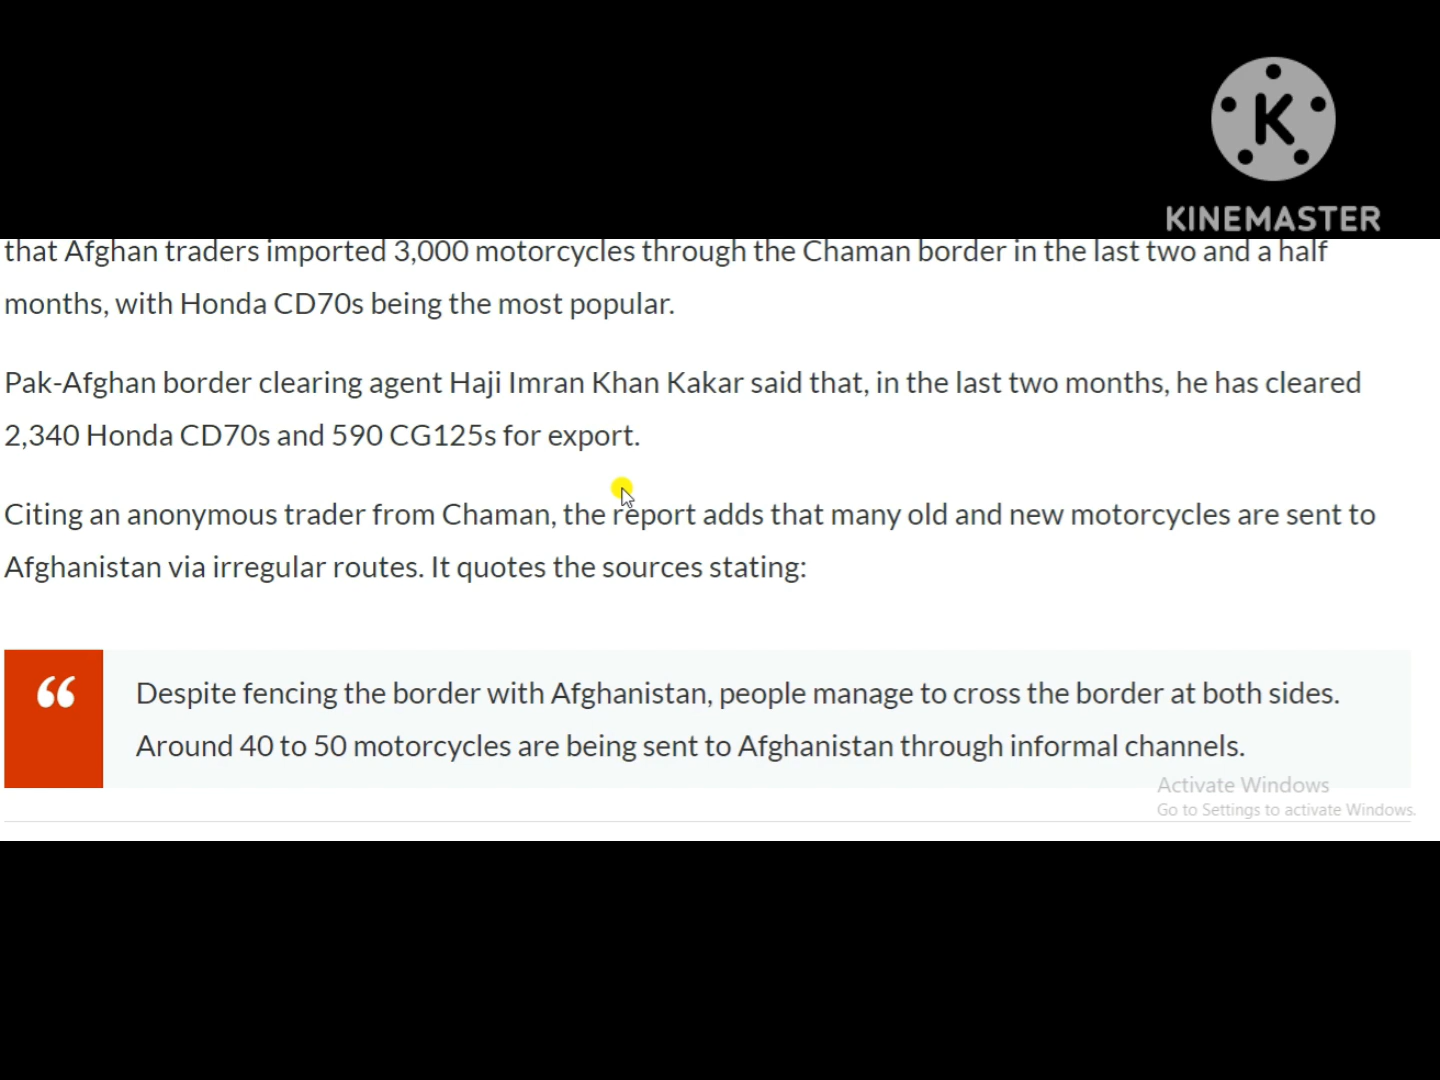 K
KINEMASTER
that Afghan traders imported 3,000 motorcycles through the Chaman border in the last two and a half
months, with Honda CD70s being the most popular.
Pak-Afghan border clearing agent Haji Imran Khan Kakar said that, in the last two months, he has cleared
2,340 Honda CD70s and 590 CG125s for export.
Citing an anonymous trader from Chaman, the report adds that many old and new motorcycles are sent to
Afghanistan via irregular routes. It quotes the sources stating:
“
Despite fencing the border with Afghanistan, people manage to cross the border at both sides.
Around 40 to 50 motorcycles are being sent to Afghanistan through informal channels.
Activate Windows
Go to Settings to activate Windows.